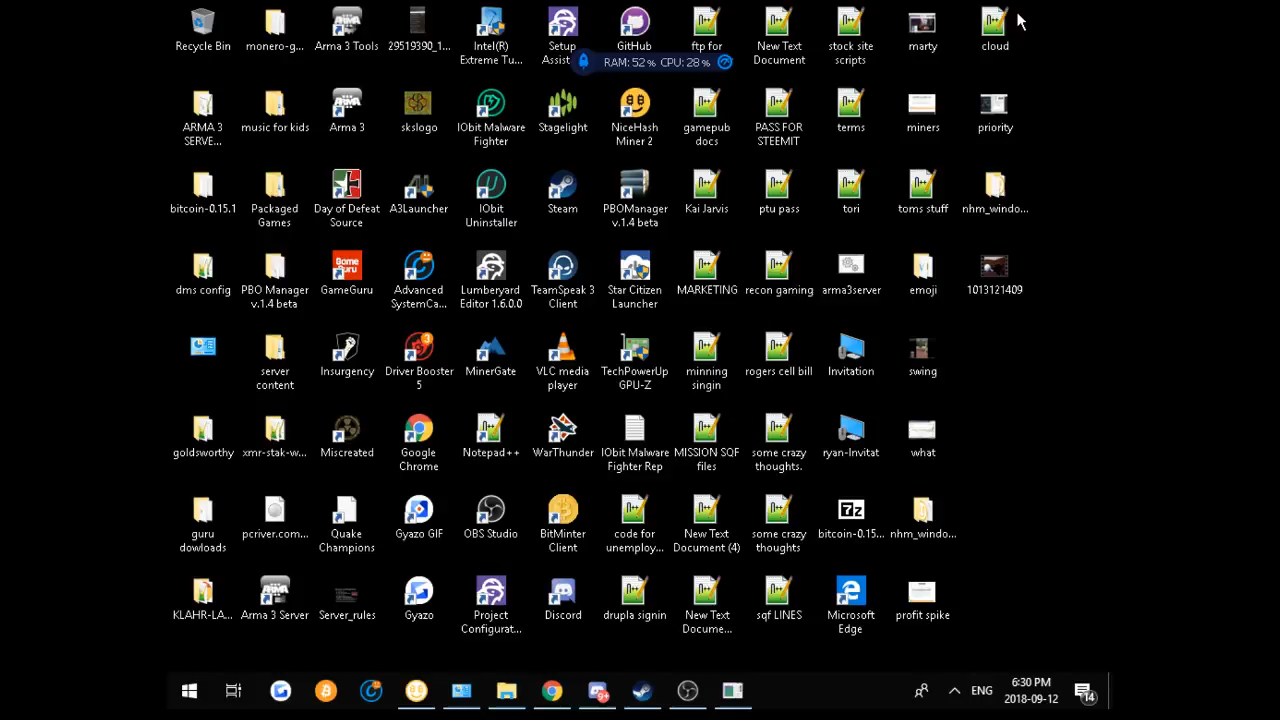 Recycle Bin
monero-g...
Arma 3 Tools
29519390_1...
Intel(R)
Extreme Tu...
Setup
Assist...
GitHub
ftp for
New Text
Document
stock site
scripts
marty
cloud
RAM: 52% CPU: 28%
ARMA 3
SERVE...
music for kids
Arma 3
skslogo
IObit Malware
Fighter
Stagelight
NiceHash
Miner 2
gamepub
docs
PASS FOR
STEEMIT
terms
miners
priority
bitcoin-0.15.1
Packaged
Games
Day of Defeat
Source
A3Launcher
IObit
Uninstaller
Steam
PBOManager
v.1.4 beta
Kai Jarvis
ptu pass
tori
toms stuff
nhm_windo...
dms config
PBO Manager
v.1.4 beta
GameGuru
Advanced
SystemCa...
Lumberyard
Editor 1.6.0.0
TeamSpeak 3
Client
Star Citizen
Launcher
MARKETING
recon gaming
arma3server
emoji
1013121409
server
content
Insurgency
Driver Booster
5
MinerGate
VLC media
player
TechPowerUp
GPU-Z
minning
singin
rogers cell bill
Invitation
swing
goldsworthy
xmr-stak-w...
Miscreated
Google
Chrome
Notepad++
WarThunder
IObit Malware
Fighter Rep
MISSION SQF
files
some crazy
thoughts.
ryan-Invitat
what
guru
dowloads
pcriver.com...
Quake
Champions
Gyazo GIF
OBS Studio
BitMinter
Client
code for
unemploy...
New Text
Document (4)
some crazy
thoughts
bitcoin-0.15...
nhm_windo...
KLAHR-LA...
Arma 3 Server
Server_rules
Gyazo
Project
Configurat...
Discord
drupla signin
New Text
Docume...
sqf LINES
Microsoft
Edge
profit spike
ENG
6:30 PM
2018-09-12
14